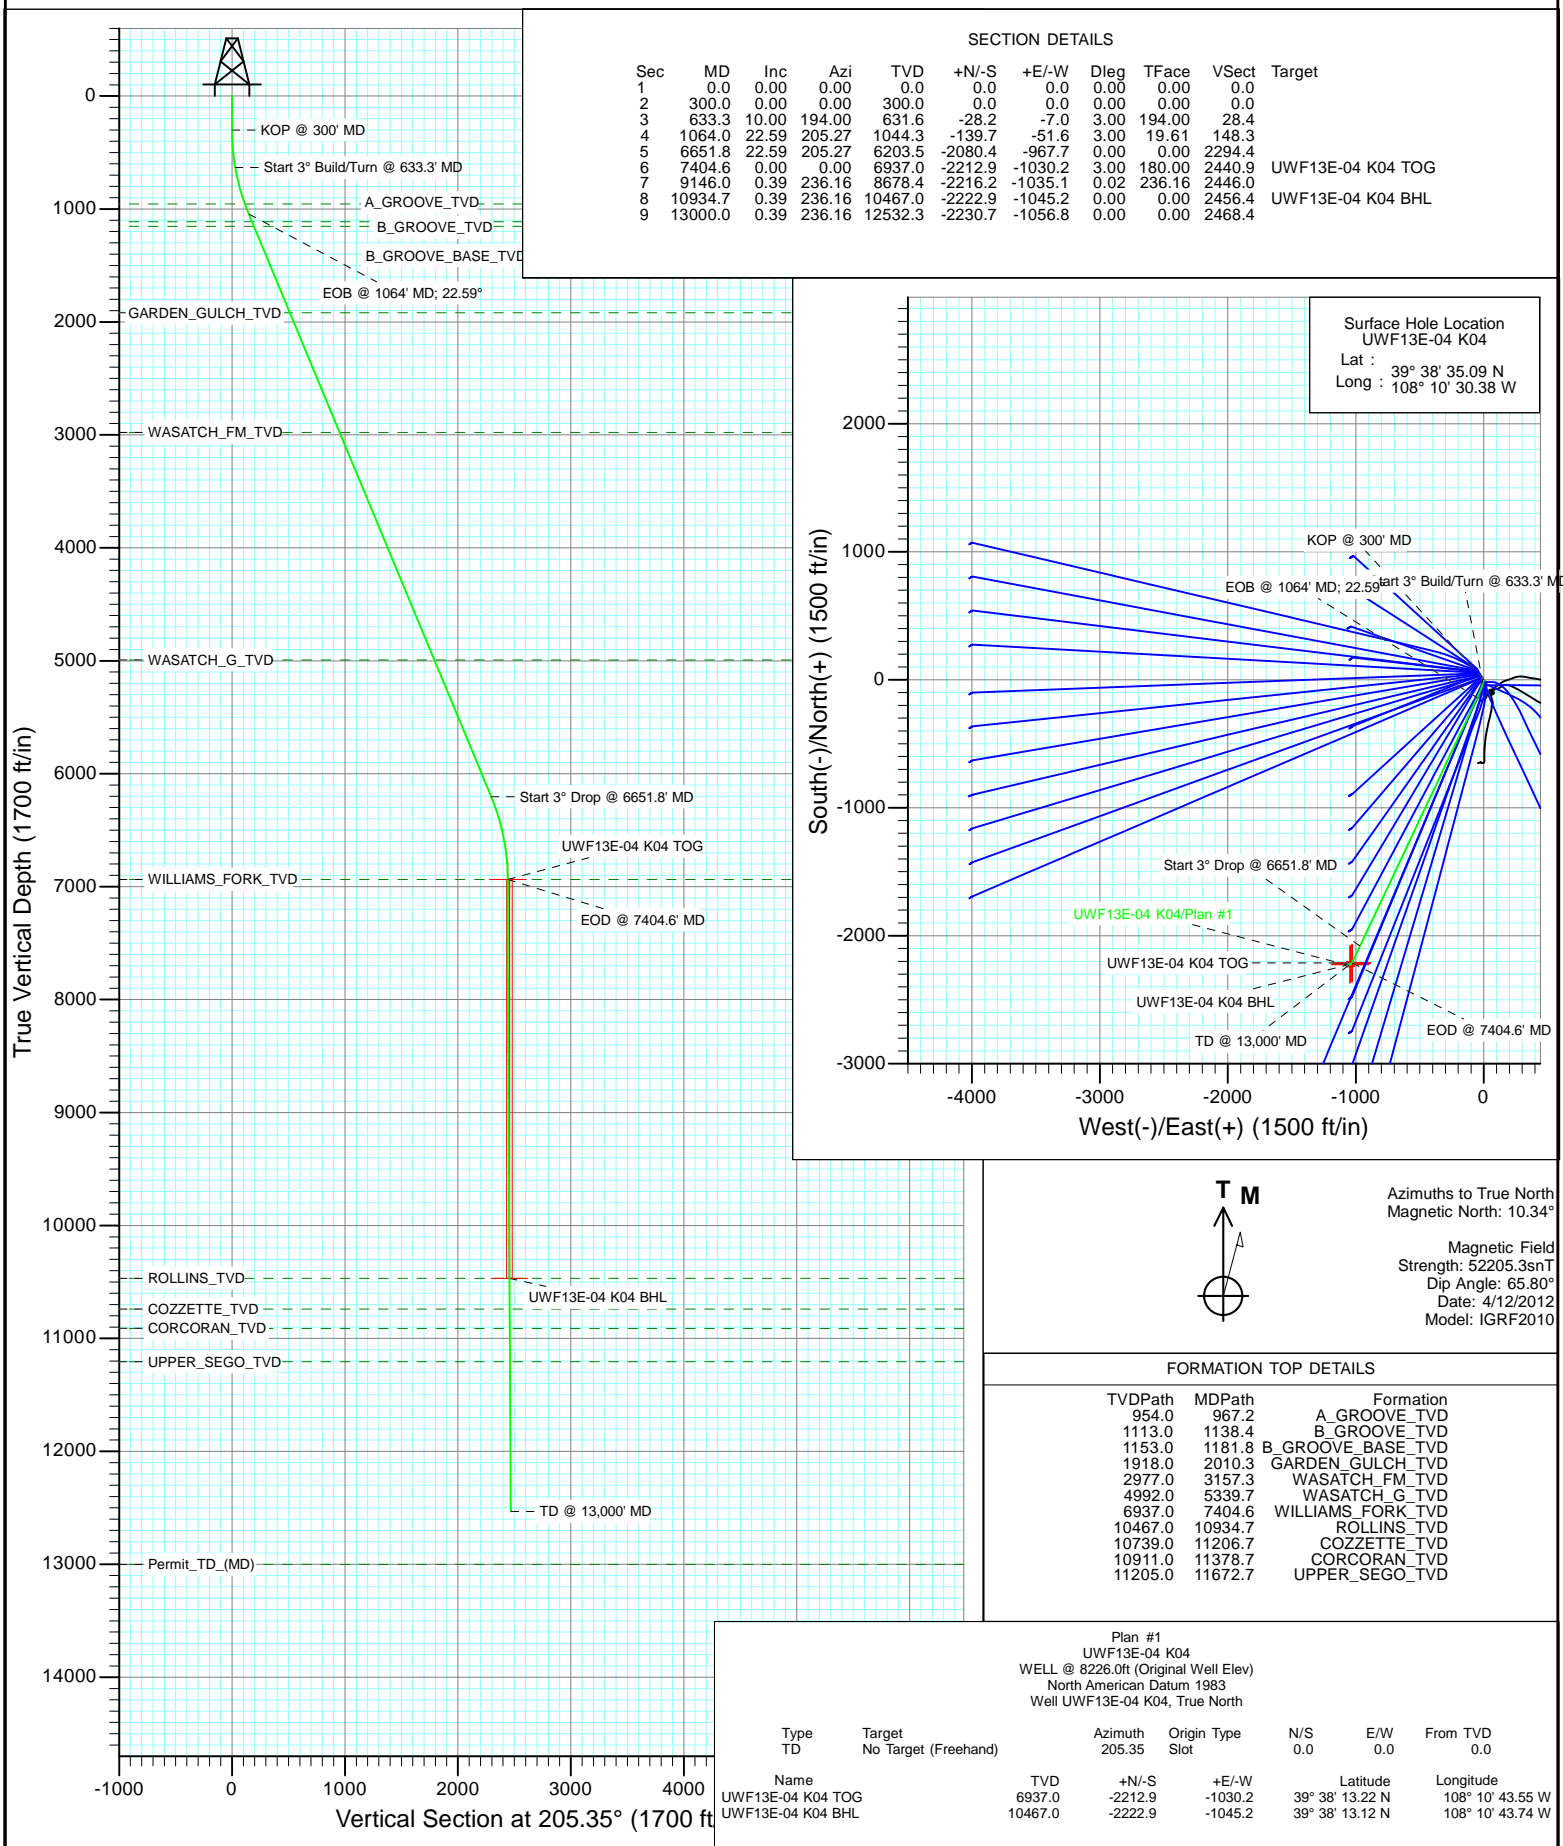 SECTION DETAILS
Sec MD Inc Azi TVD +N/-S +E/-W Dleg TFace VSect Target
1 0.0 0.00 0.00 0.0 0.0 0.0 0.00 0.00 0.0
2 300.0 0.00 0.00 300.0 0.0 0.0 0.00 0.00 0.0
3 633.3 10.00 194.00 631.6 -28.2 -7.0 3.00 194.00 28.4
4 1064.0 22.59 205.27 1044.3 -139.7 -51.6 3.00 19.61 148.3
5 6651.8 22.59 205.27 6203.5 -2080.4 -967.7 0.00 0.00 2294.4
6 7404.6 0.00 0.00 6937.0 -2212.9 -1030.2 3.00 180.00 2440.9 UWF13E-04 K04 TOG
7 9146.0 0.39 236.16 8678.4 -2216.2 -1035.1 0.02 236.16 2446.0
8 10934.7 0.39 236.16 10467.0 -2222.9 -1045.2 0.00 0.00 2456.4 UWF13E-04 K04 BHL
9 13000.0 0.39 236.16 12532.3 -2230.7 -1056.8 0.00 0.00 2468.4
True Vertical Depth (1700 ft/in)
0
1000
2000
3000
4000
5000
6000
7000
8000
9000
10000
11000
12000
13000
14000
KOP @ 300' MD
Start 3° Build/Turn @ 633.3' MD
A_GROOVE_TVD
B_GROOVE_TVD
B_GROOVE_BASE_TVD
EOB @ 1064' MD; 22.59°
GARDEN_GULCH_TVD
WASATCH_FM_TVD
WASATCH_G_TVD
Start 3° Drop @ 6651.8' MD
UWF13E-04 K04 TOG
WILLIAMS_FORK_TVD
EOD @ 7404.6' MD
ROLLINS_TVD
UWF13E-04 K04 BHL
COZZETTE_TVD
CORCORAN_TVD
UPPER_SEGO_TVD
TD @ 13,000' MD
Permit_TD_(MD)
-1000 0 1000 2000 3000 4000
Vertical Section at 205.35° (1700 ft
Surface Hole Location
UWF13E-04 K04
Lat : 39° 38' 35.09 N
Long : 108° 10' 30.38 W
South(-)/North(+) (1500 ft/in)
2000
1000
0
-1000
-2000
-3000
KOP @ 300' MD
EOB @ 1064' MD; 22.59°
tart 3° Build/Turn @ 633.3' MD
Start 3° Drop @ 6651.8' MD
UWF13E-04 K04/Plan #1
UWF13E-04 K04 TOG
UWF13E-04 K04 BHL
TD @ 13,000' MD
EOD @ 7404.6' MD
-4000 -3000 -2000 -1000 0
West(-)/East(+) (1500 ft/in)
T M
Azimuths to True North
Magnetic North: 10.34°
Magnetic Field
Strength: 52205.3snT
Dip Angle: 65.80°
Date: 4/12/2012
Model: IGRF2010
FORMATION TOP DETAILS
TVDPath MDPath Formation
954.0 967.2 A_GROOVE_TVD
1113.0 1138.4 B_GROOVE_TVD
1153.0 1181.8 B_GROOVE_BASE_TVD
1918.0 2010.3 GARDEN_GULCH_TVD
2977.0 3157.3 WASATCH_FM_TVD
4992.0 5339.7 WASATCH_G_TVD
6937.0 7404.6 WILLIAMS_FORK_TVD
10467.0 10934.7 ROLLINS_TVD
10739.0 11206.7 COZZETTE_TVD
10911.0 11378.7 CORCORAN_TVD
11205.0 11672.7 UPPER_SEGO_TVD
Plan #1
UWF13E-04 K04
WELL @ 8226.0ft (Original Well Elev)
North American Datum 1983
Well UWF13E-04 K04, True North
Type Target Azimuth Origin Type N/S E/W From TVD
TD No Target (Freehand) 205.35 Slot 0.0 0.0 0.0
Name TVD +N/-S +E/-W Latitude Longitude
UWF13E-04 K04 TOG 6937.0 -2212.9 -1030.2 39° 38' 13.22 N 108° 10' 43.55 W
UWF13E-04 K04 BHL 10467.0 -2222.9 -1045.2 39° 38' 13.12 N 108° 10' 43.74 W